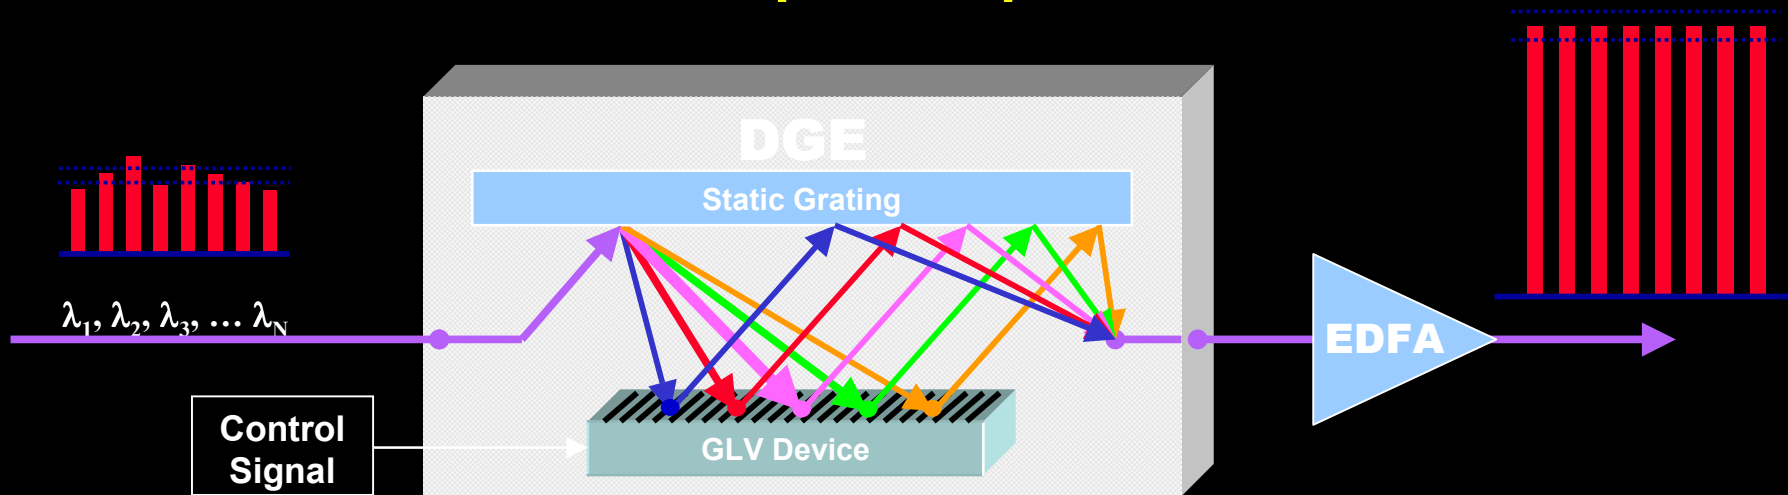 DGE
Static Grating
λ1, λ2, λ3, … λN
EDFA
Control
Signal
GLV Device